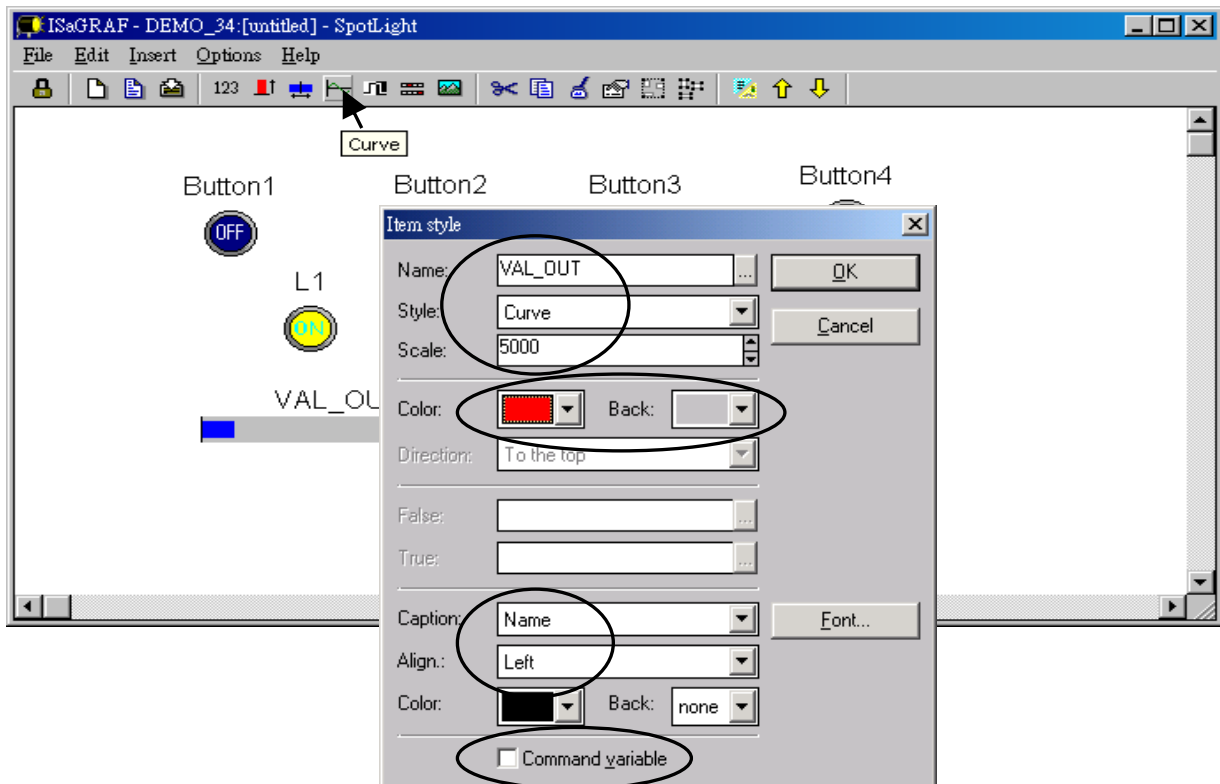 ISaGRAF - DEMO_34:[untitled] - SpotLight
File Edit Insert Options Help
123
Curve
Button1 Button2 Button3 Button4
OFF
L1
ON
VAL_OU
Item style
Name: VAL_OUT ... OK
Style: Curve Cancel
Scale: 5000
Color: Back:
Direction: To the top
False: ...
True: ...
Caption: Name Font...
Align.: Left
Color: Back: none
Command variable